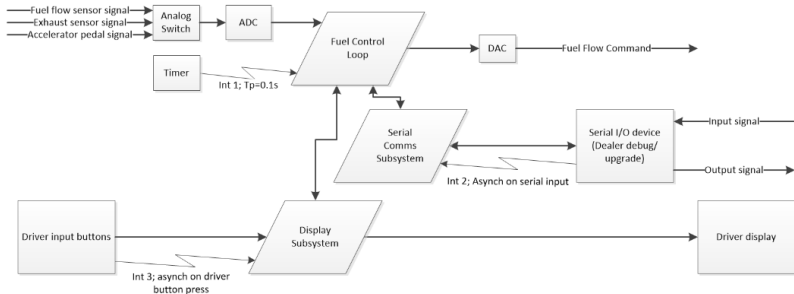 Fuel flow sensor signal
Exhaust sensor signal
Accelerator pedal signal
Analog
Switch
ADC
Fuel Control
Loop
DAC
Fuel Flow Command
Timer
Int 1; Tp=0.1s
Serial
Comms
Subsystem
Serial I/O device
(Dealer debug/
upgrade)
Input signal
Output signal
Int 2; Asynch on serial input
Driver input buttons
Display
Subsystem
Driver display
Int 3; asynch on driver
button press